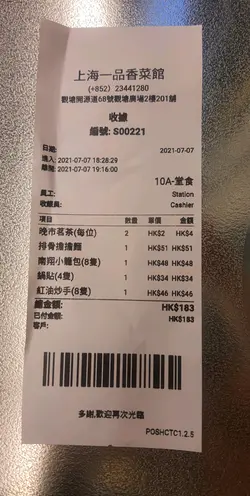 上海一品香菜館
(+852) 23441280
觀塘開源道68號觀塘廣場2樓201舖
收據
編號: S00221
日期: 2021-07-07
進入: 2021-07-07 18:28:29
離開: 2021-07-07 19:16:00
10A-堂食
員工: Station
收銀員: Cashier
項目 數量 單價 金額
晚市茗茶(每位) 2 HK$2 HK$4
排骨擔擔麵 1 HK$51 HK$51
南翔小籠包(8隻) 1 HK$48 HK$48
鍋貼(4隻) 1 HK$34 HK$34
紅油炒手(8隻) 1 HK$46 HK$46
總金額: HK$183
已付金額: HK$183
客戶:
多謝,歡迎再次光臨
POSHCTC1.2.5